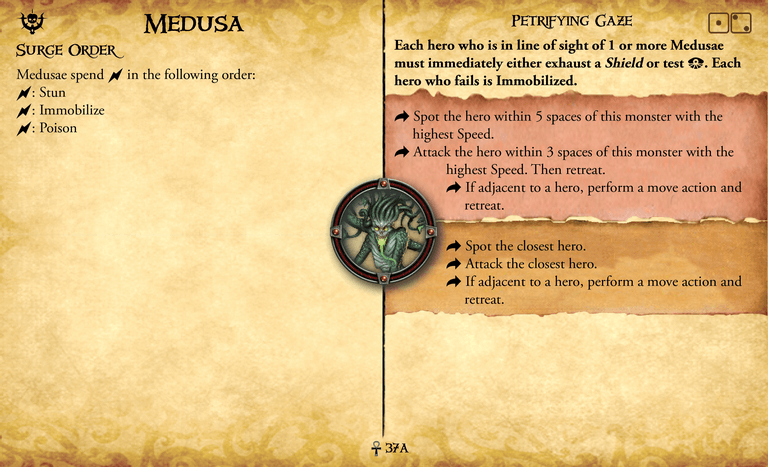 MEDUSA
SURGE ORDER
Medusae spend in the following order:
: Stun
: Immobilize
: Poison
PETRIFYING GAZE
Each hero who is in line of sight of 1 or more Medusae
must immediately either exhaust a Shield or test . Each
hero who fails is Immobilized.
Spot the hero within 5 spaces of this monster with the
highest Speed.
Attack the hero within 3 spaces of this monster with the
highest Speed. Then retreat.
If adjacent to a hero, perform a move action and
retreat.
Spot the closest hero.
Attack the closest hero.
If adjacent to a hero, perform a move action and
retreat.
37A